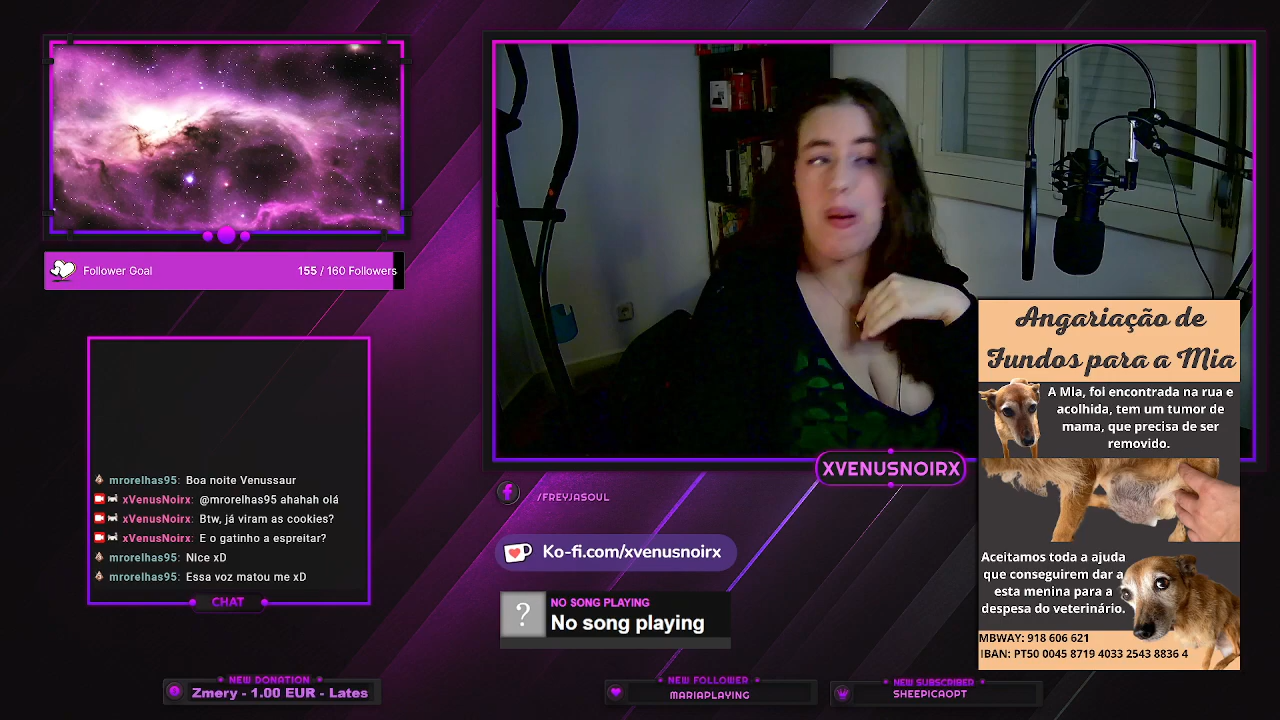 Follower Goal
155 / 160 Followers
mrorelhas95: Boa noite Venussaur
xVenusNoirx: @mrorelhas95 ahahah olá
xVenusNoirx: Btw, já viram as cookies?
xVenusNoirx: E o gatinho a espreitar?
mrorelhas95: Nice xD
mrorelhas95: Essa voz matou me xD
CHAT
XVENUSNOIRX
/FREYJASOUL
Ko-fi.com/xvenusnoirx
NO SONG PLAYING
No song playing
Angariação de
Fundos para a Mia
A Mia, foi encontrada na rua e
acolhida, tem um tumor de
mama, que precisa de ser
removido.
Aceitamos toda a ajuda
que conseguirem dar a
esta menina para a
despesa do veterinário.
MBWAY: 918 606 621
IBAN: PT50 0045 8719 4033 2543 8836 4
NEW DONATION
Zmery - 1.00 EUR - Lates
NEW FOLLOWER
MARIAPLAYING
NEW SUBSCRIBED
SHEEPICAOPT